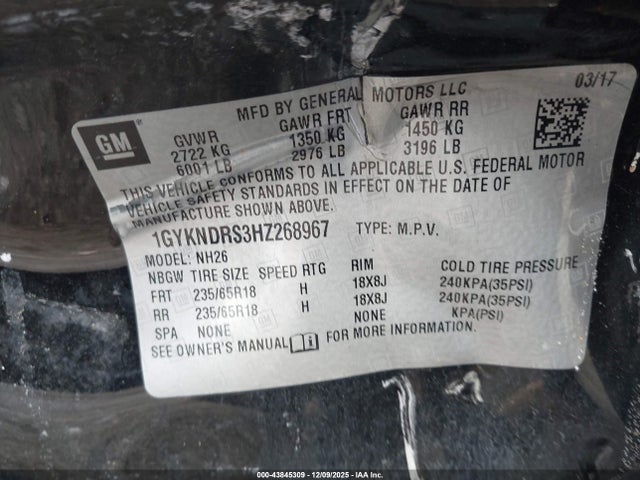 03/17
MFD BY GENERAL MOTORS LLC
GM
GVWR GAWR FRT GAWR RR
2722 KG 1350 KG 1450 KG
6001 LB 2976 LB 3196 LB
THIS VEHICLE CONFORMS TO ALL APPLICABLE U.S. FEDERAL MOTOR
VEHICLE SAFETY STANDARDS IN EFFECT ON THE DATE OF
MANUFACTURE SHOWN ABOVE.
1GYKNDRS3HZ268967 TYPE: M.P.V.
MODEL: NH26
NBGW TIRE SIZE SPEED RTG RIM COLD TIRE PRESSURE
FRT 235/65R18 H 18X8J 240KPA(35PSI)
RR 235/65R18 H 18X8J 240KPA(35PSI)
SPA NONE NONE KPA(PSI)
SEE OWNER'S MANUAL FOR MORE INFORMATION.
000-43845309 | 12/09/2025 - IAA Inc.